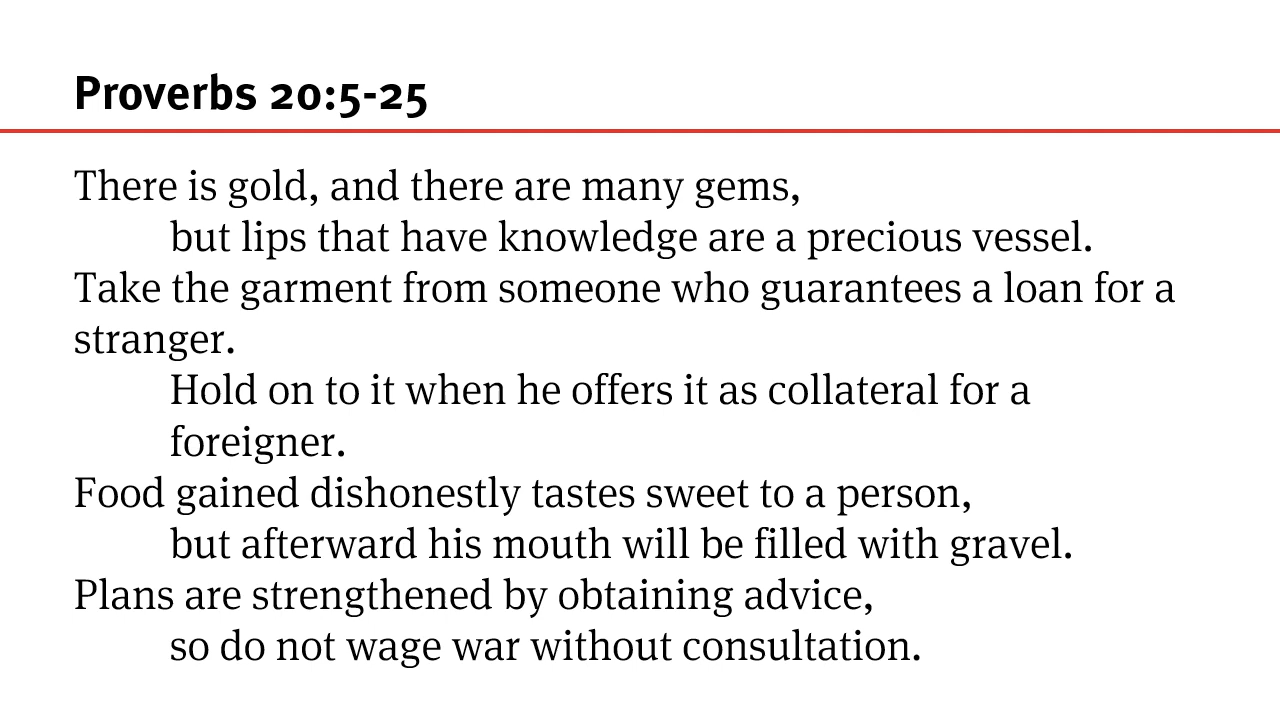 Proverbs 20:5-25
There is gold, and there are many gems,
but lips that have knowledge are a precious vessel.
Take the garment from someone who guarantees a loan for a
stranger.
Hold on to it when he offers it as collateral for a
foreigner.
Food gained dishonestly tastes sweet to a person,
but afterward his mouth will be filled with gravel.
Plans are strengthened by obtaining advice,
so do not wage war without consultation.